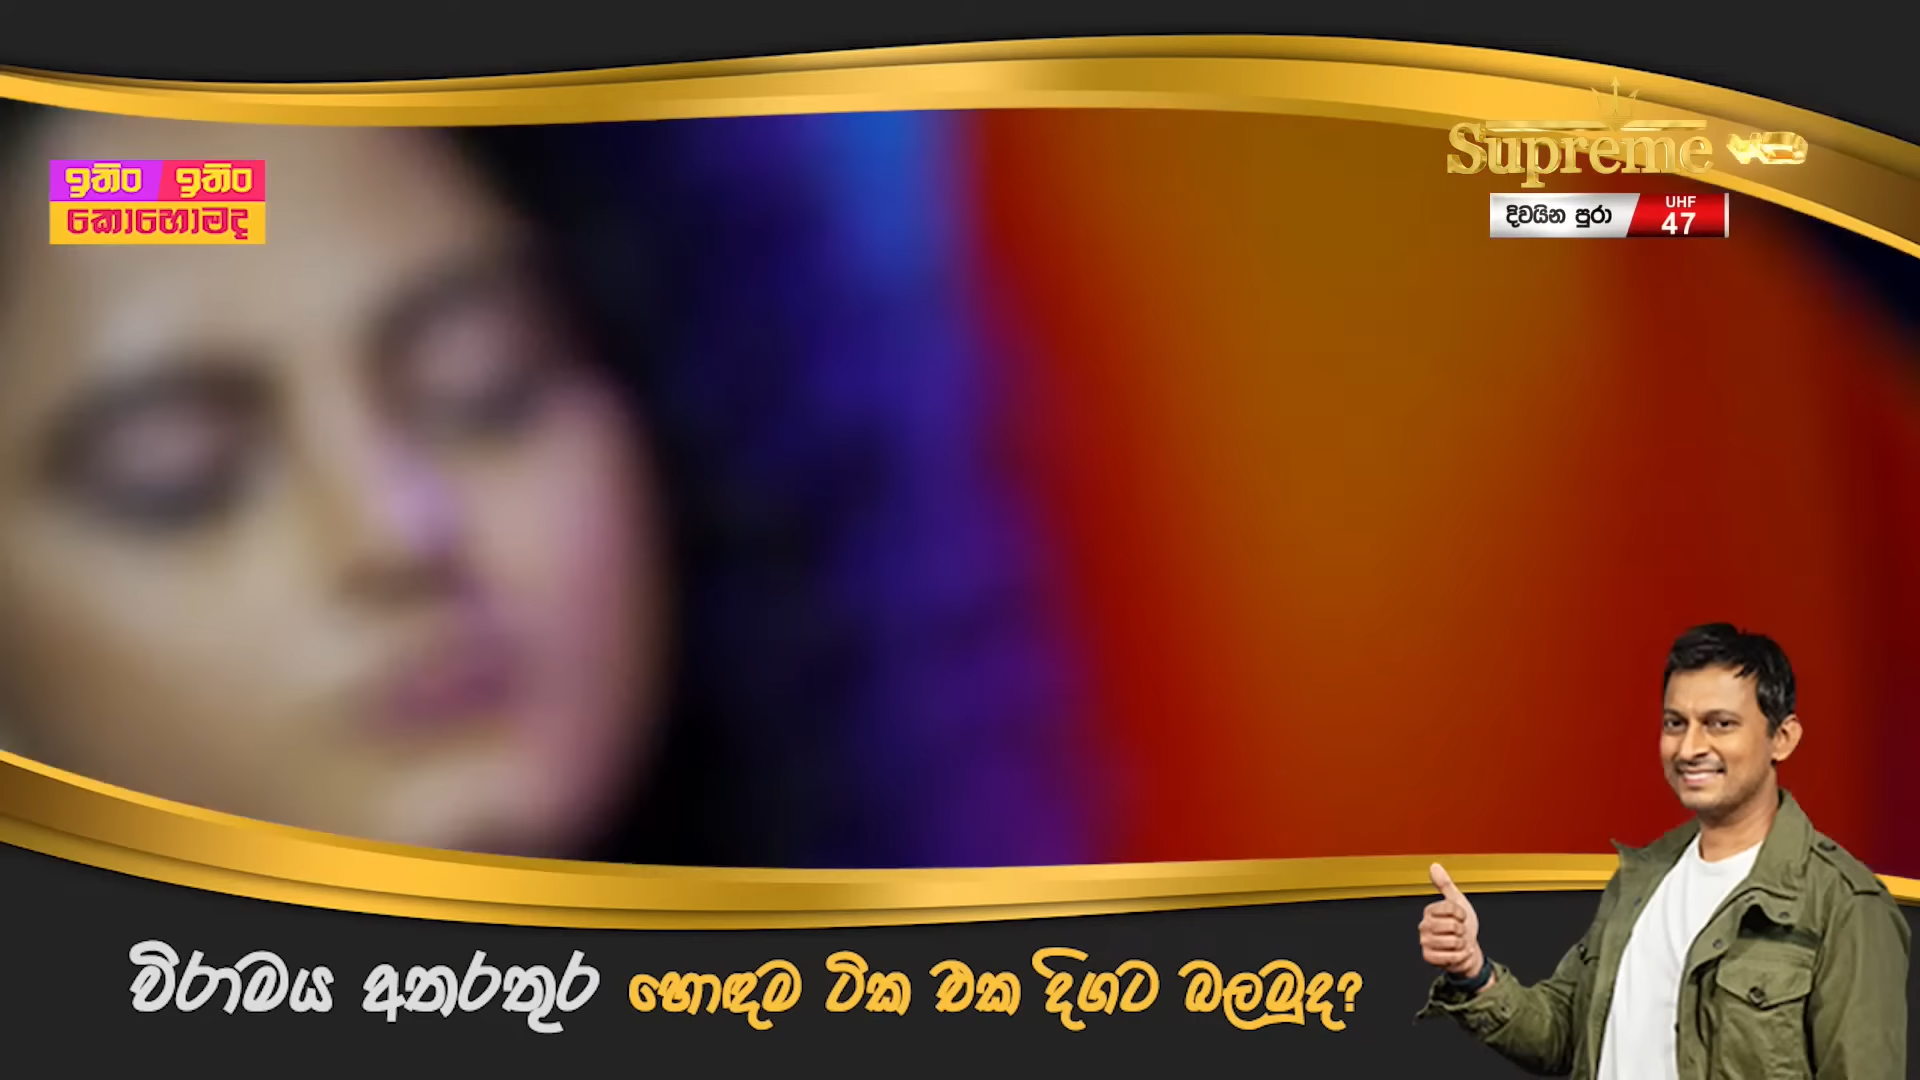 ඉතිං ඉතිං
කොහොමද
Supreme
දිවයින පුරා
UHF
47
විරාමය අතරතුර හොඳම ටික එක දිගට බලමුද?